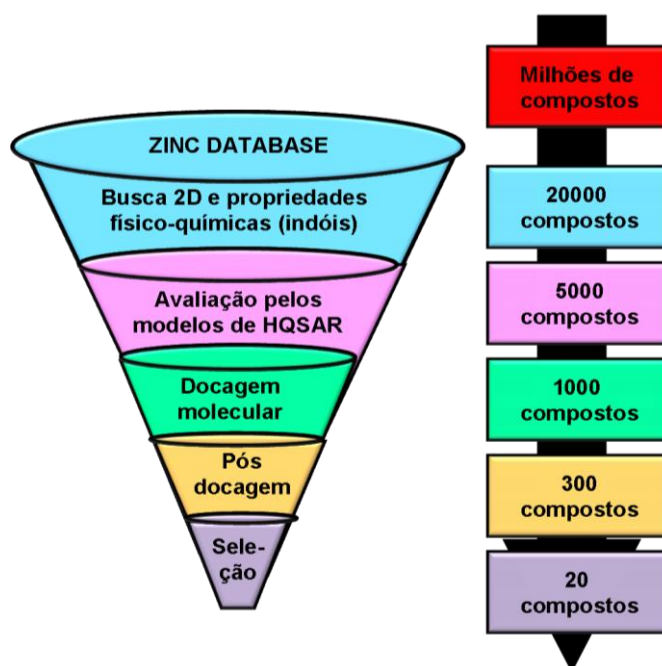 ZINC DATABASE
Busca 2D e propriedades
físico-químicas (indóis)
Avaliação pelos
modelos de HQSAR
Docagem
molecular
Pós
docagem
Sele-
ção
Milhões de
compostos
20000
compostos
5000
compostos
1000
compostos
300
compostos
20
compostos